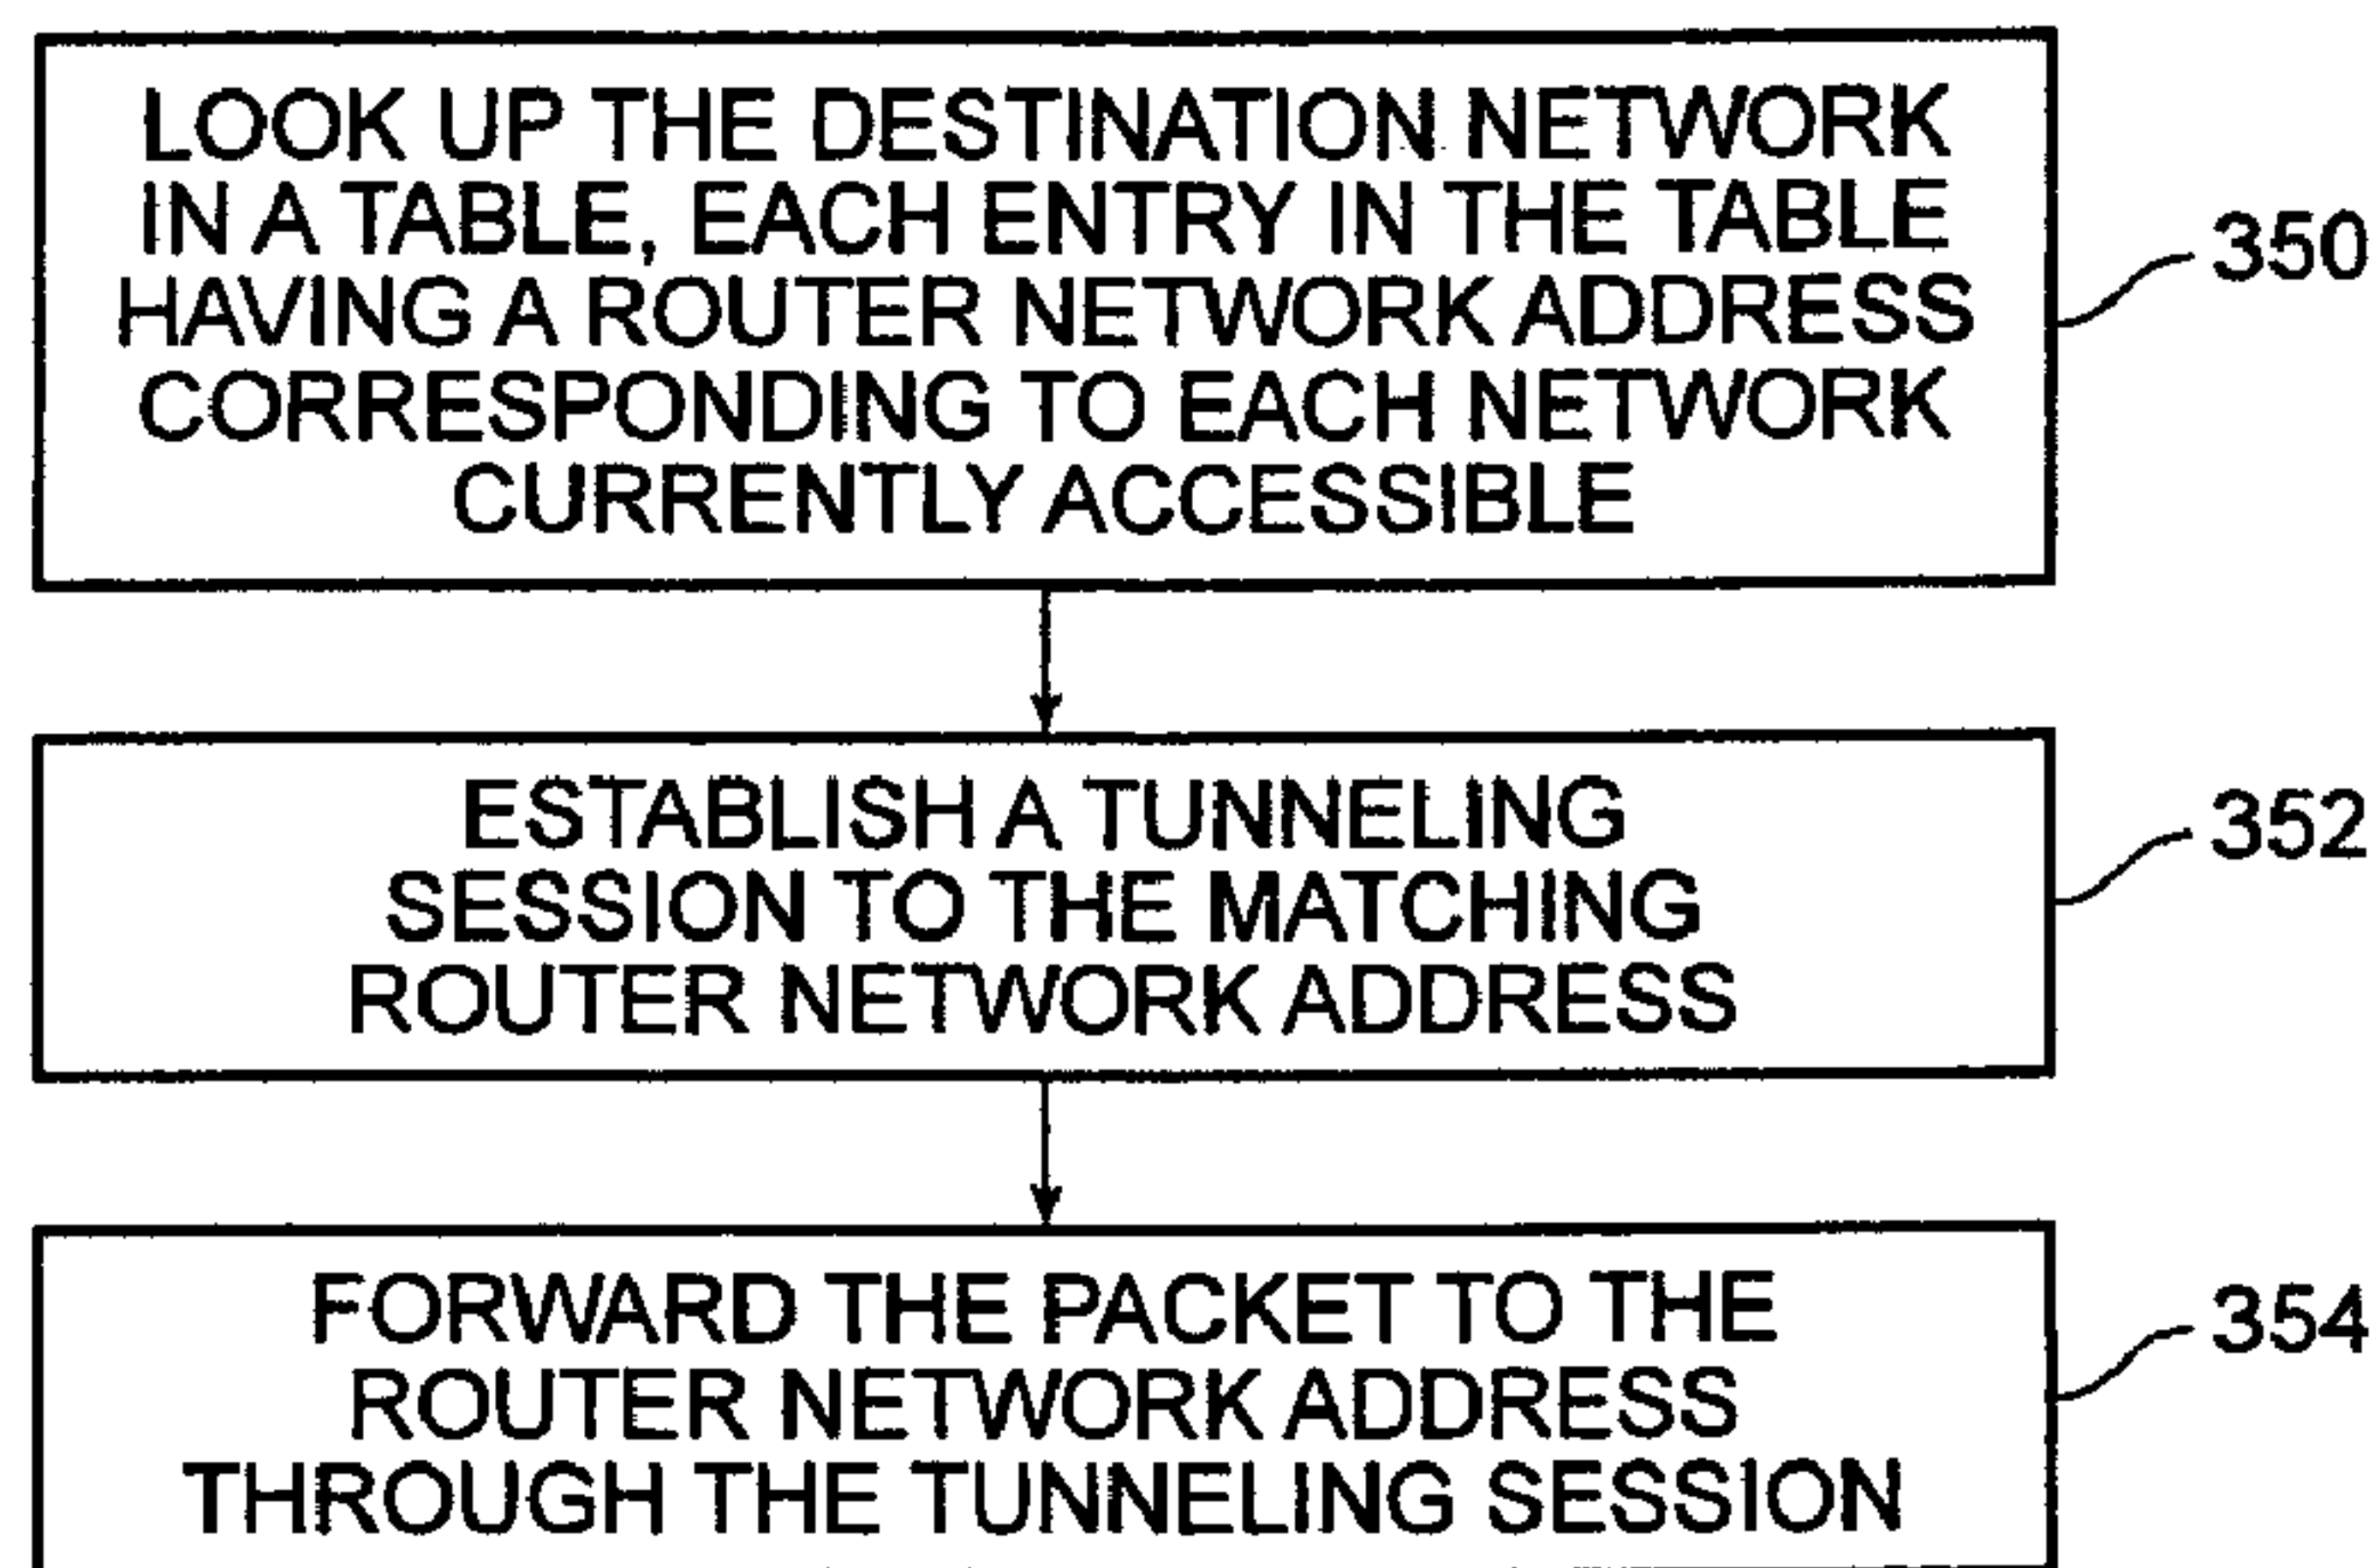 LOOK UP THE DESTINATION NETWORK
IN A TABLE, EACH ENTRY IN THE TABLE
HAVING A ROUTER NETWORK ADDRESS
CORRESPONDING TO EACH NETWORK
CURRENTLY ACCESSIBLE
350
ESTABLISH A TUNNELING
SESSION TO THE MATCHING
ROUTER NETWORK ADDRESS
352
FORWARD THE PACKET TO THE
ROUTER NETWORK ADDRESS
THROUGH THE TUNNELING SESSION
354